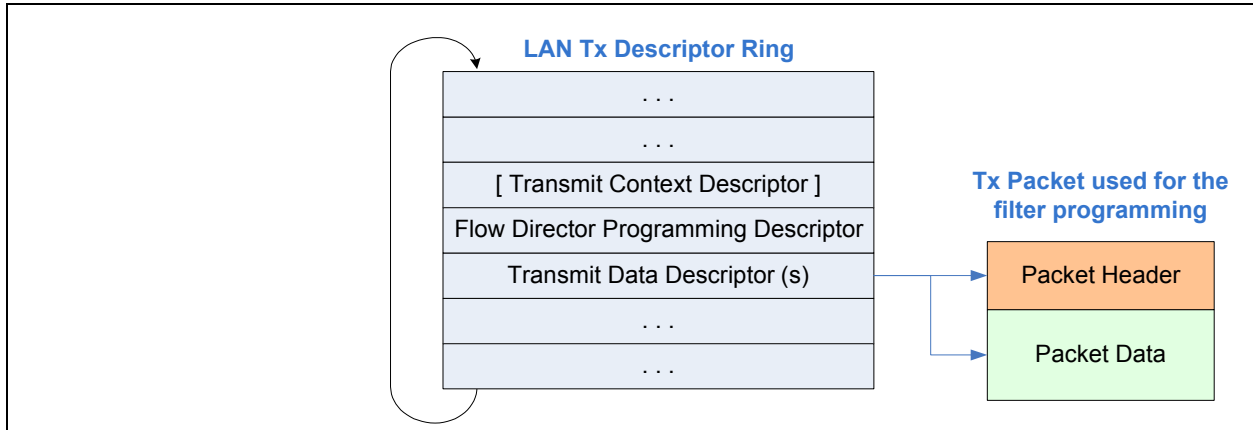 LAN Tx Descriptor Ring
. . .
. . .
[ Transmit Context Descriptor ]
Flow Director Programming Descriptor
Transmit Data Descriptor (s)
. . .
. . .
Tx Packet used for the
filter programming
Packet Header
Packet Data